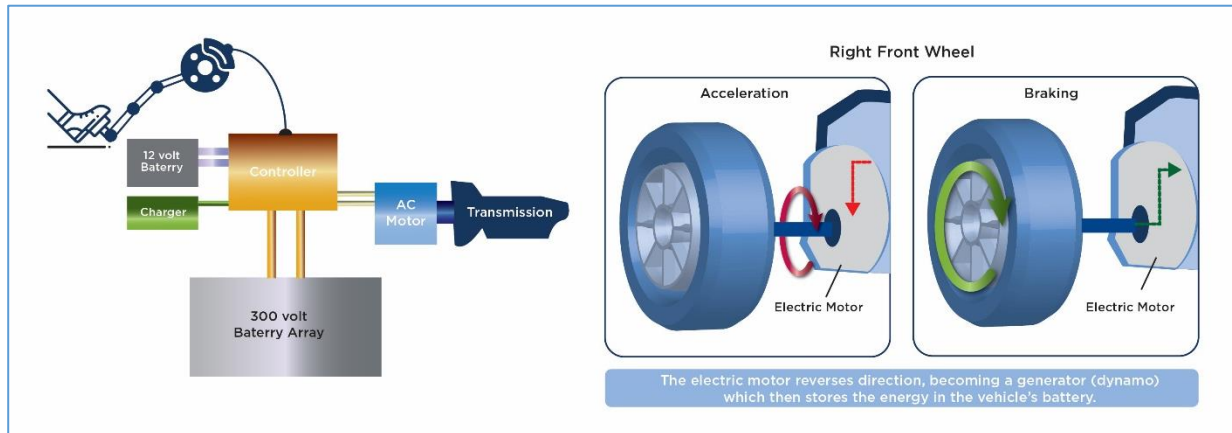 12 volt
Baterry
Controller
Charger
AC
Motor
Transmission
300 volt
Baterry Array
Right Front Wheel
Acceleration
Electric Motor
Braking
Electric Motor
The electric motor reverses direction, becoming a generator (dynamo)
which then stores the energy in the vehicle's battery.